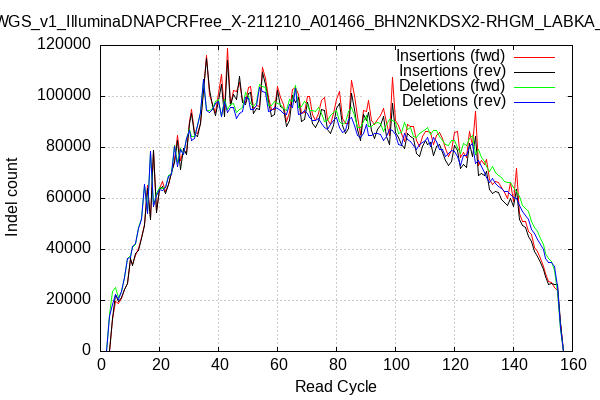 WGS_v1_IlluminaDNAPCRFree_X-211210_A01466_BHN2NKDSX2-RHGM_LABKA_
Insertions (fwd)
Insertions (rev)
Deletions (fwd)
Deletions (rev)
Indel count
120000
100000
80000
60000
40000
20000
0
0 20 40 60 80 100 120 140 160
Read Cycle